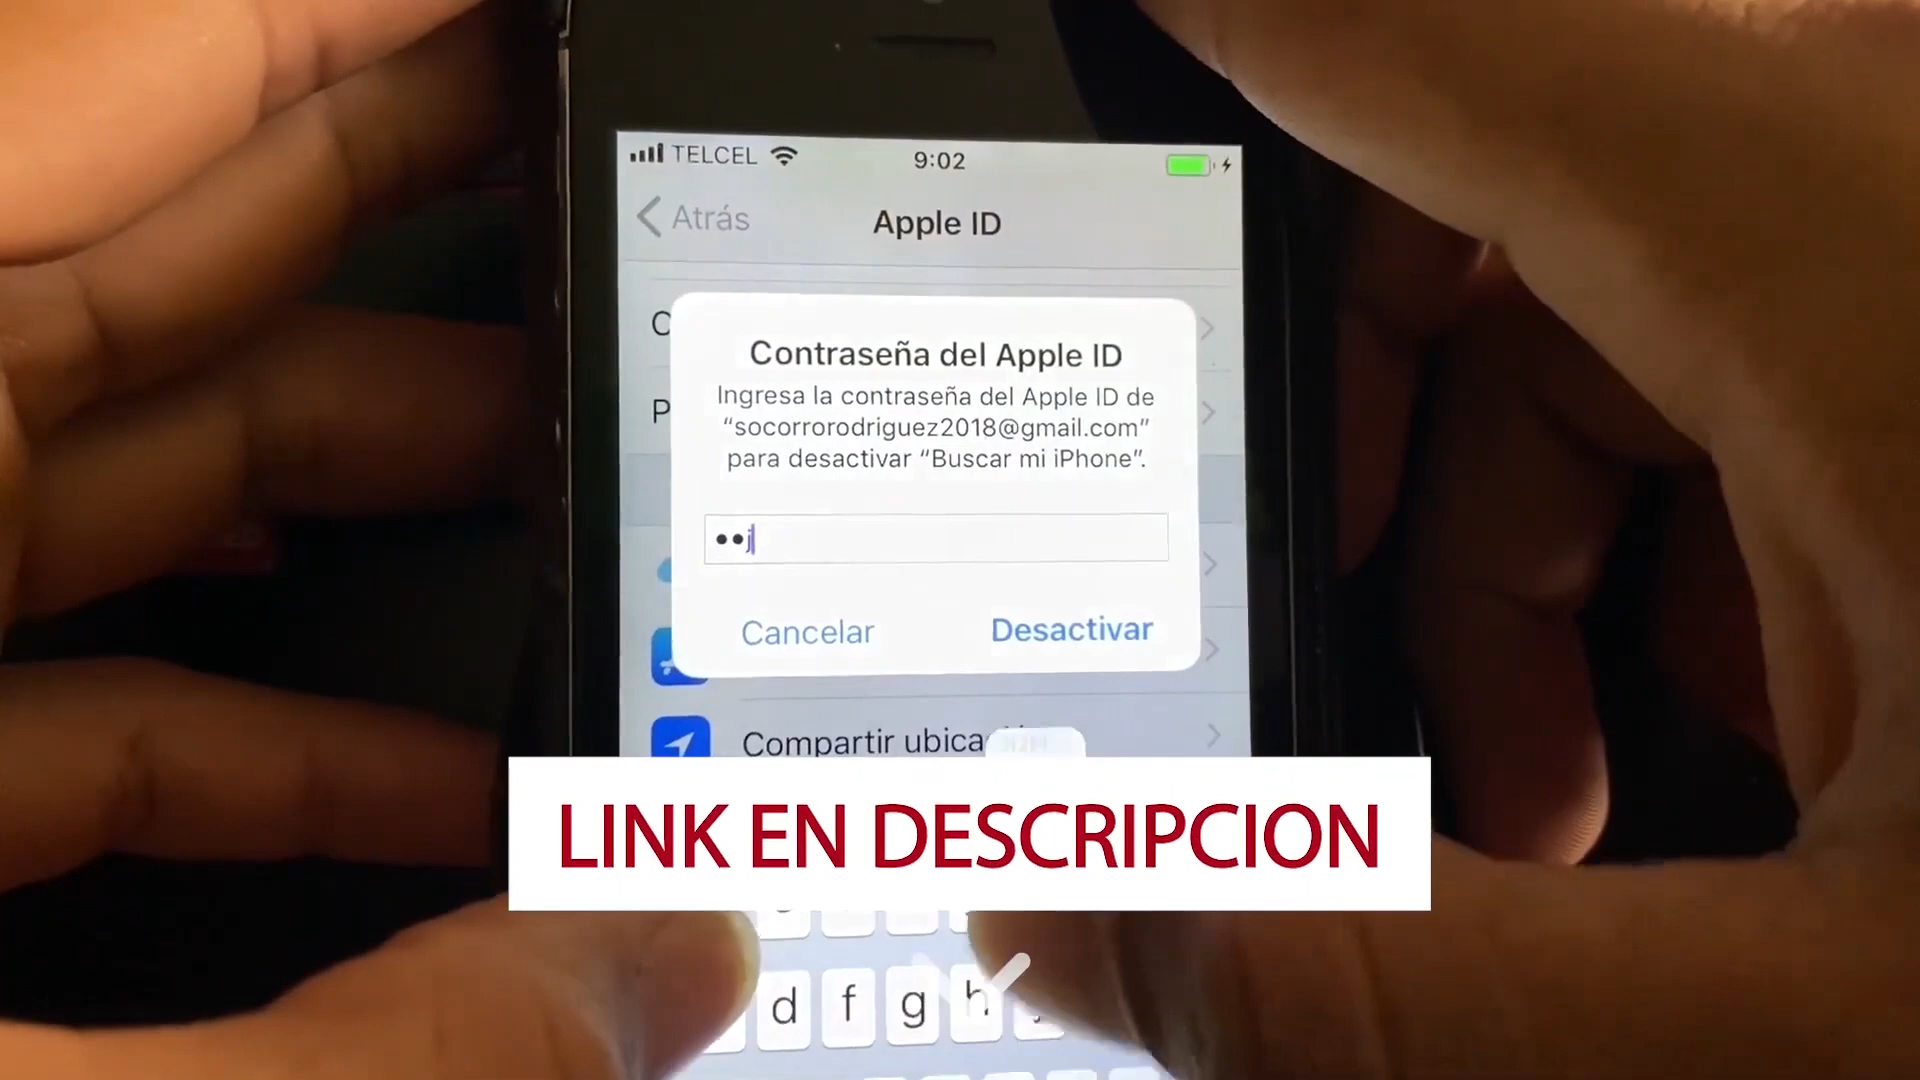 TELCEL 9:02
Atrás Apple ID
C
P
Contraseña del Apple ID
Ingresa la contraseña del Apple ID de
“socorrorodriguez2018@gmail.com”
para desactivar “Buscar mi iPhone”.
••j
Cancelar Desactivar
Compartir ubica
LINK EN DESCRIPCION
d f g h